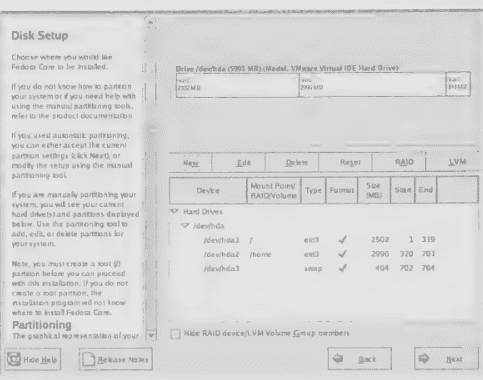 Disk Setup
Choose where you would like
Fedora Core to be installed.
If you do not know how to partition
your system or if you need help with
using the manual partitioning tools,
refer to the product documentation
If you used automatic partitioning,
you can either accept the current
partition settings (click Next), or
modify the setup using the manual
partitioning tool.
If you are manually partitioning your
system, you will see your current
hard drive(s) and partitions displayed
below. Use the partitioning tool to
add, edit, or delete partitions for
your system.
Note, you must create a root (/)
partition before you can proceed
with this installation. If you do not
create a root partition, the
installation program will not know
where to install Fedora Core.
Partitioning
The graphical representation of your
Drive /dev/hda (5993 MB) (Model: VMware Virtual IDE Hard Drive)
2996 MB
New Edit Delete Reset RAID LVM
Device Mount Point/ RAID/Volume Type Format Size (MB) Start End
Hard Drives
/dev/hda
/dev/hda1 / ext3 2502 1 319
/dev/hda2 /home ext3 2996 320 701
/dev/hda3 swap 494 702 764
Hide RAID device/LVM Volume Group members
Hide Help Release Notes Back Next